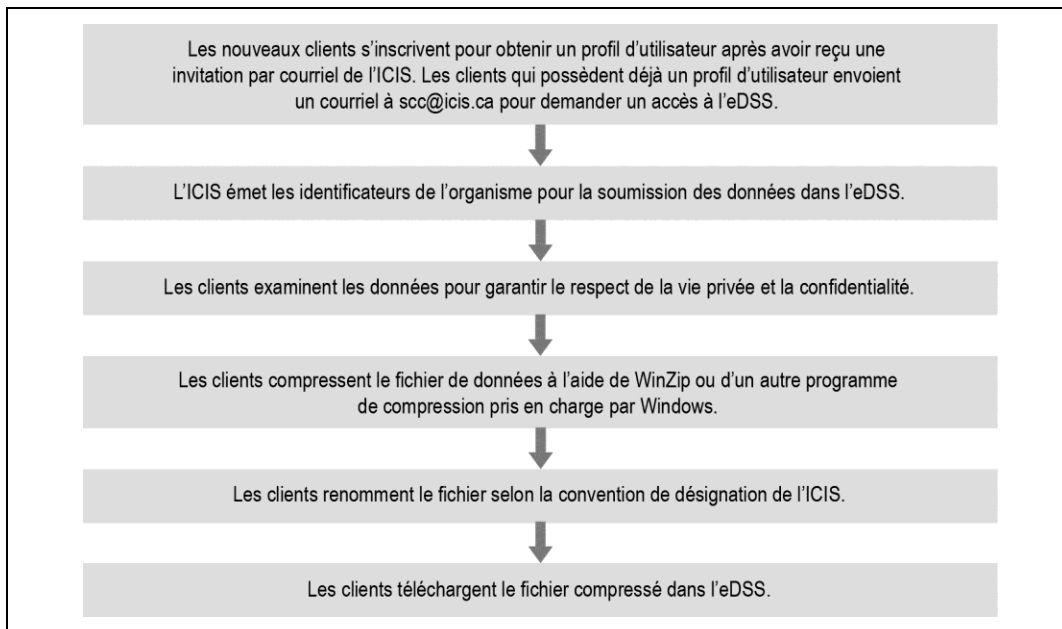 Les nouveaux clients s’inscrivent pour obtenir un profil d’utilisateur après avoir reçu une
invitation par courriel de l’ICIS. Les clients qui possèdent déjà un profil d’utilisateur envoient
un courriel à scc@icis.ca pour demander un accès à l’eDSS.
L’ICIS émet les identificateurs de l’organisme pour la soumission des données dans l’eDSS.
Les clients examinent les données pour garantir le respect de la vie privée et la confidentialité.
Les clients compressent le fichier de données à l’aide de WinZip ou d’un autre programme
de compression pris en charge par Windows.
Les clients renomment le fichier selon la convention de désignation de l’ICIS.
Les clients téléchargent le fichier compressé dans l’eDSS.